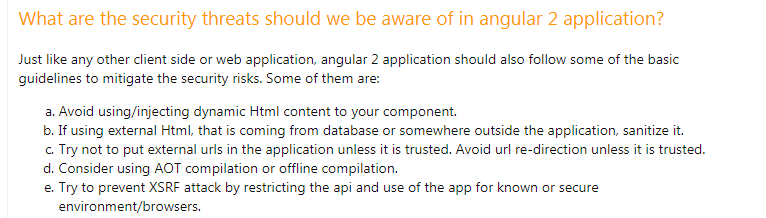 What are the security threats should we be aware of in angular 2 application?
Just like any other client side or web application, angular 2 application should also follow some of the basic
guidelines to mitigate the security risks. Some of them are:
a. Avoid using/injecting dynamic Html content to your component.
b. If using external Html, that is coming from database or somewhere outside the application, sanitize it.
c. Try not to put external urls in the application unless it is trusted. Avoid url re-direction unless it is trusted.
d. Consider using AOT compilation or offline compilation.
e. Try to prevent XSRF attack by restricting the api and use of the app for known or secure
environment/browsers.